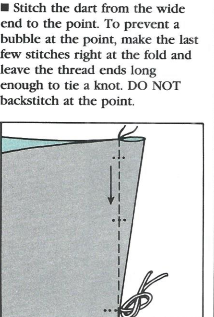 ■ Stitch the dart from the wide
end to the point. To prevent a
bubble at the point, make the last
few stitches right at the fold and
leave the thread ends long
enough to tie a knot. DO NOT
backstitch at the point.